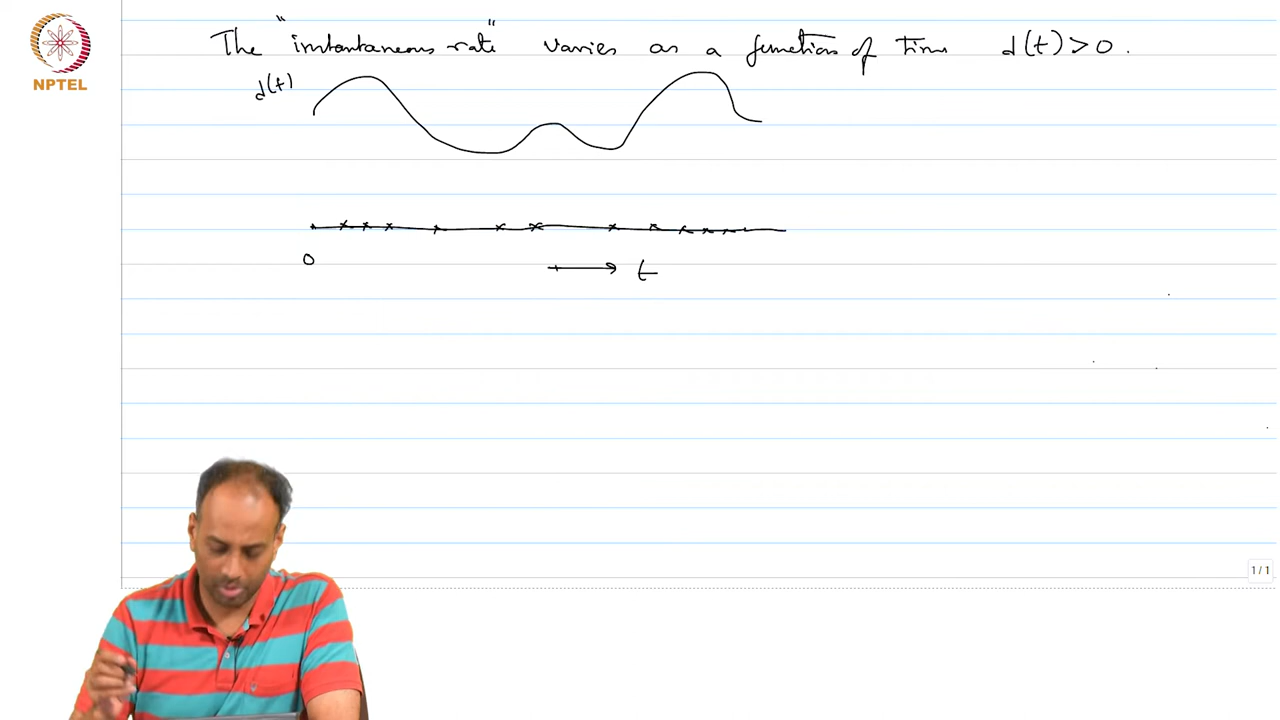 The "instantaneous rate" varies as a function of time λ(t) > 0.
λ(t)
0
t
NPTEL
1 / 1